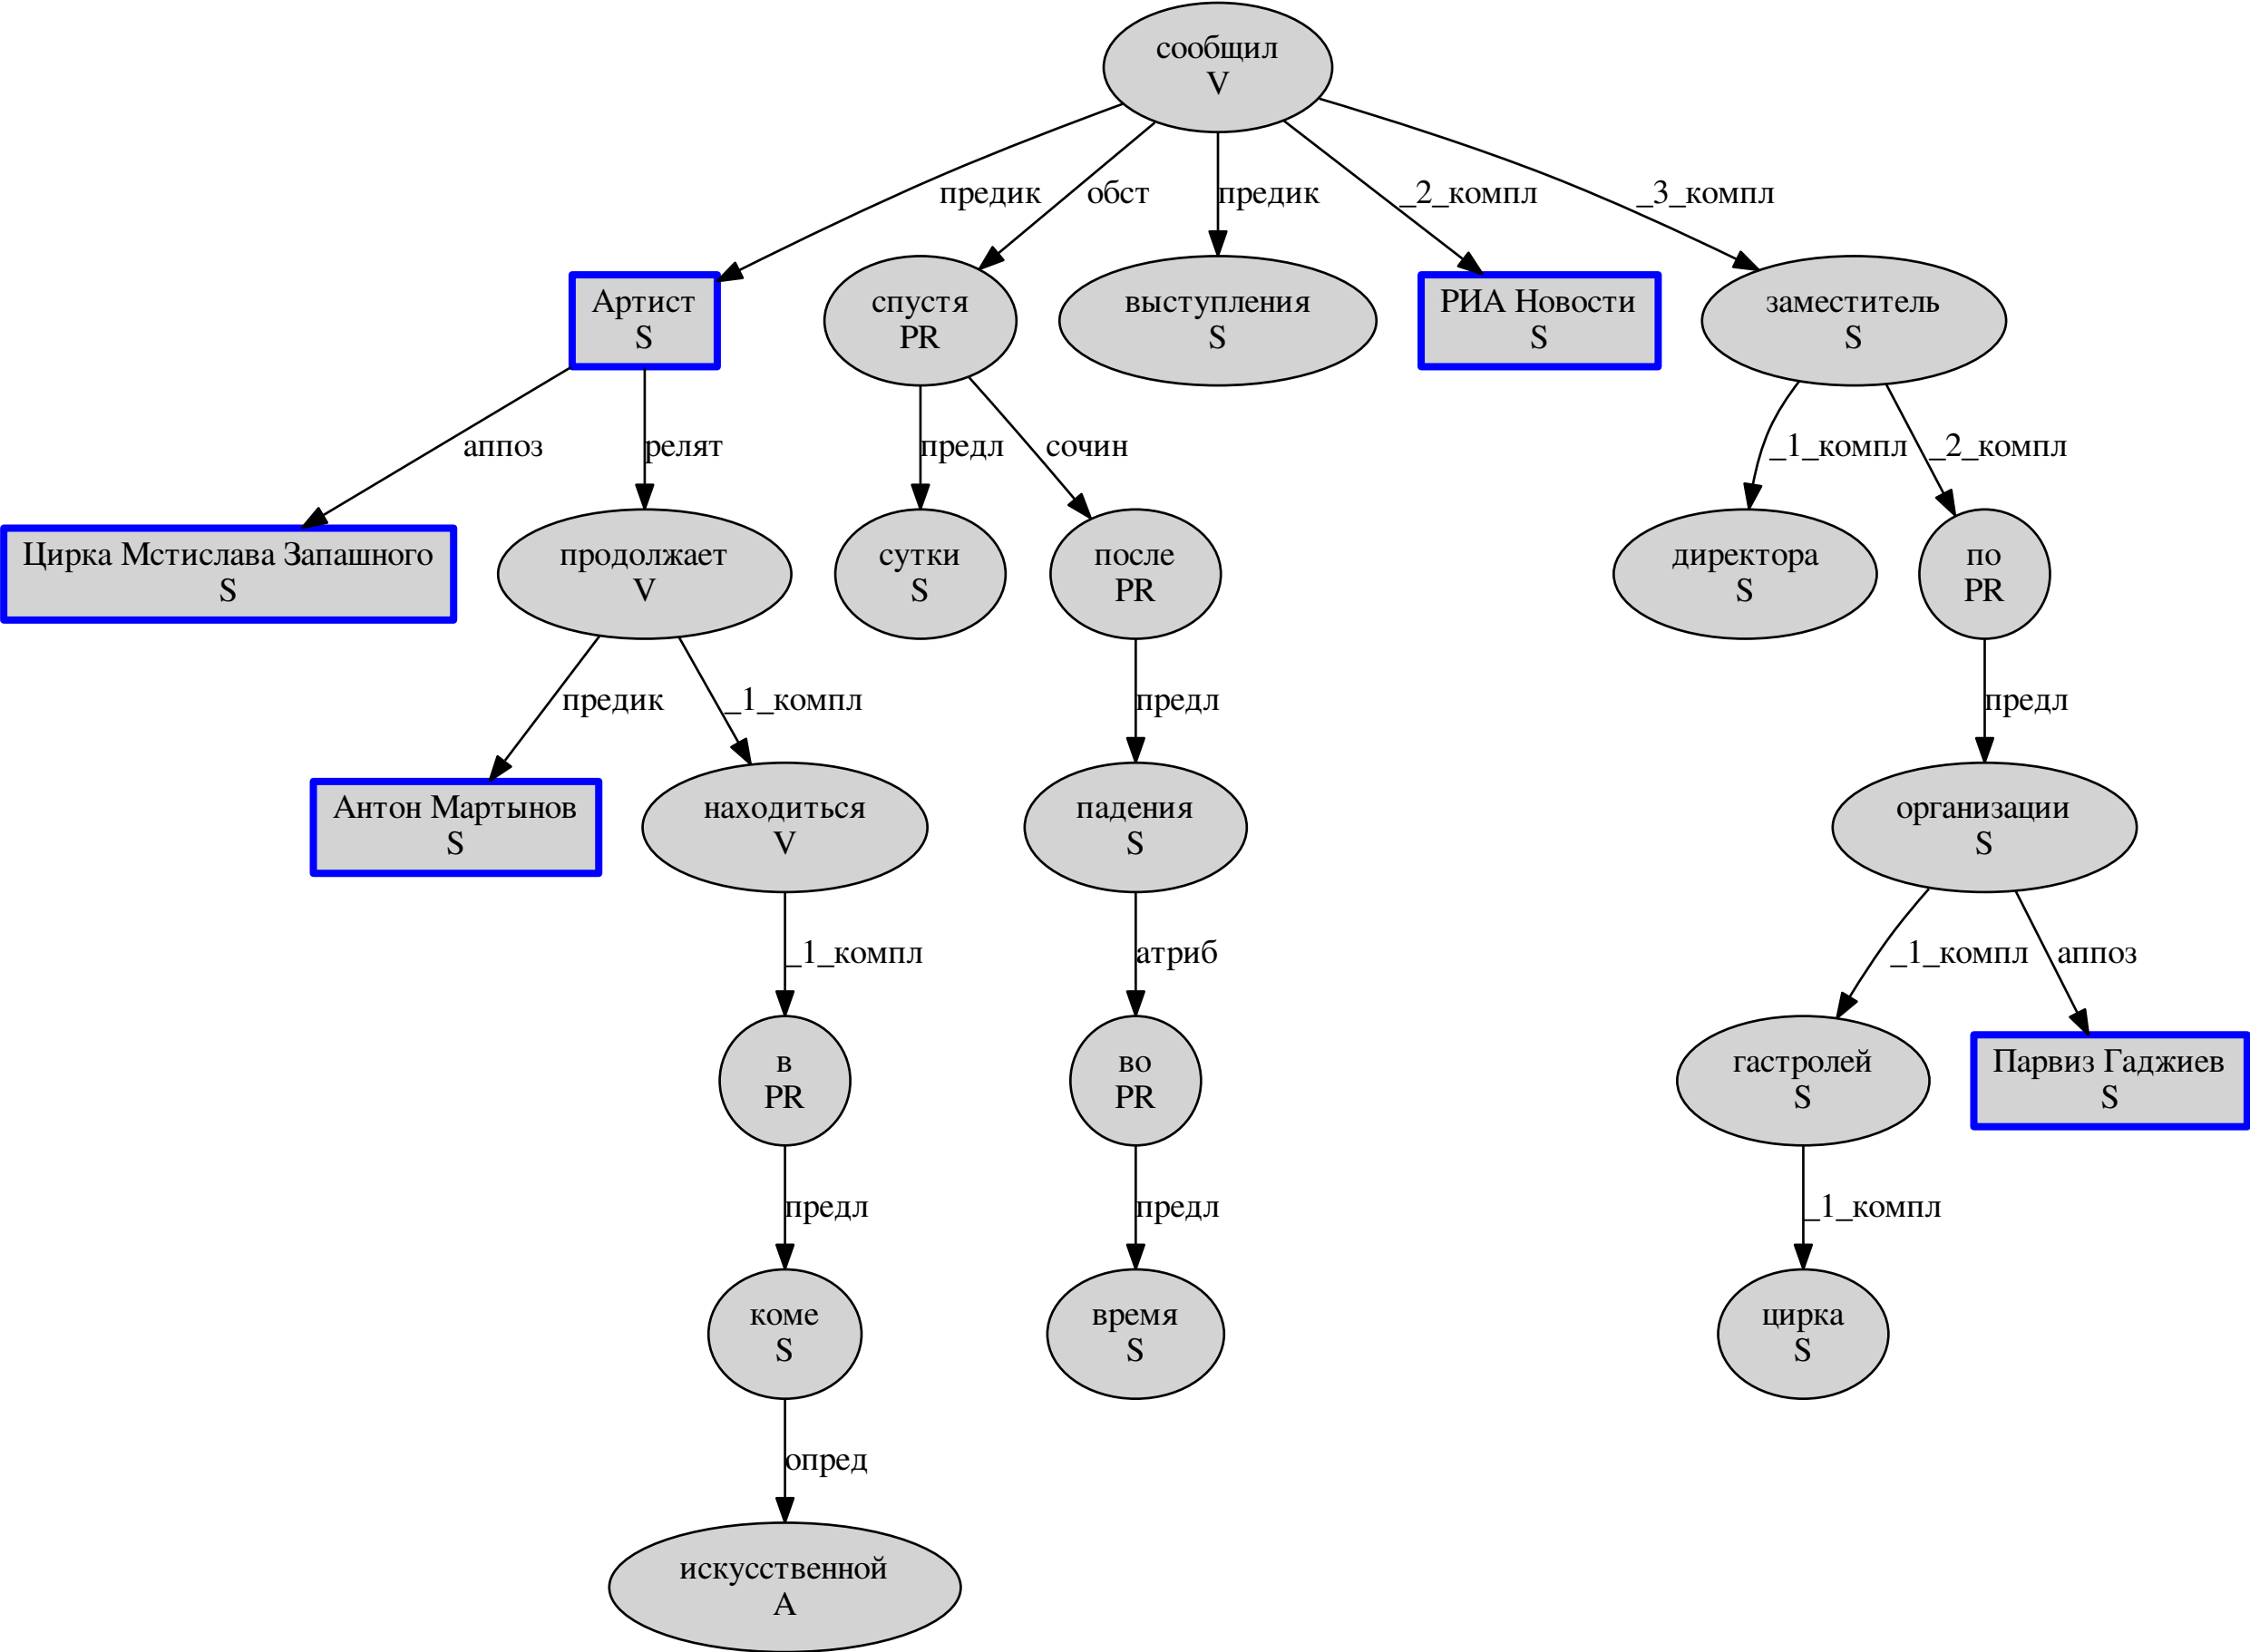 сообщил
V
предик
обст
предик
_2_компл
_3_компл
Артист
S
спустя
PR
выступления
S
РИА Новости
S
заместитель
S
аппоз
релят
предл
сочин
_1_компл
_2_компл
Цирка Мстислава Запашного
S
продолжает
V
сутки
S
после
PR
директора
S
по
PR
предик
_1_компл
предл
предл
Антон Мартынов
S
находиться
V
падения
S
организации
S
_1_компл
атриб
_1_компл
аппоз
в
PR
во
PR
гастролей
S
Парвиз Гаджиев
S
предл
предл
_1_компл
коме
S
время
S
цирка
S
опред
искусственной
A